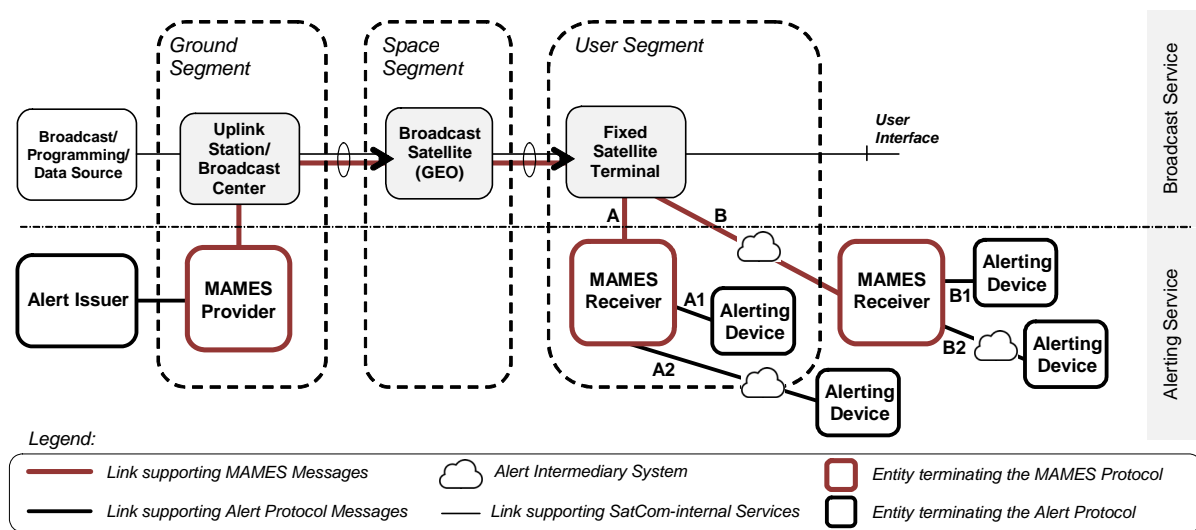 Ground
Segment
Space
Segment
User Segment
Broadcast Service
Broadcast/
Programming/
Data Source
Uplink
Station/
Broadcast
Center
Broadcast
Satellite
(GEO)
Fixed
Satellite
Terminal
User
Interface
A
B
Alert Issuer
MAMES
Provider
MAMES
Receiver
A1
Alerting
Device
A2
Alerting
Device
MAMES
Receiver
B1
Alerting
Device
B2
Alerting
Device
Alerting Service
Legend:
Link supporting MAMES Messages
Alert Intermediary System
Entity terminating the MAMES Protocol
Link supporting Alert Protocol Messages
Link supporting SatCom-internal Services
Entity terminating the Alert Protocol